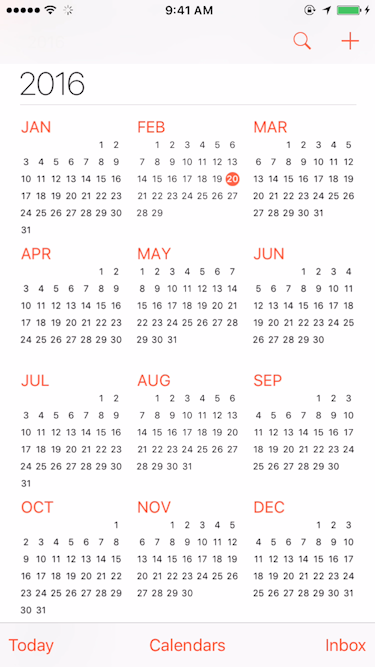 9:41 AM
2016
JAN FEB MAR
1 2 1 2 3 4 5 6 1 2 3 4 5
3 4 5 6 7 8 9 7 8 9 10 11 12 13 6 7 8 9 10 11 12
10 11 12 13 14 15 16 14 15 16 17 18 19 20 13 14 15 16 17 18 19
17 18 19 20 21 22 23 21 22 23 24 25 26 27 20 21 22 23 24 25 26
24 25 26 27 28 29 30 28 29 27 28 29 30 31
31
APR MAY JUN
1 2 1 2 3 4 5 6 7 1 2 3 4
3 4 5 6 7 8 9 8 9 10 11 12 13 14 5 6 7 8 9 10 11
10 11 12 13 14 15 16 15 16 17 18 19 20 21 12 13 14 15 16 17 18
17 18 19 20 21 22 23 22 23 24 25 26 27 28 19 20 21 22 23 24 25
24 25 26 27 28 29 30 29 30 31 26 27 28 29 30
JUL AUG SEP
1 2 1 2 3 4 5 6 1 2 3
3 4 5 6 7 8 9 7 8 9 10 11 12 13 4 5 6 7 8 9 10
10 11 12 13 14 15 16 14 15 16 17 18 19 20 11 12 13 14 15 16 17
17 18 19 20 21 22 23 21 22 23 24 25 26 27 18 19 20 21 22 23 24
24 25 26 27 28 29 30 28 29 30 31 25 26 27 28 29 30
31
OCT NOV DEC
1 1 2 3 4 5 1 2 3
2 3 4 5 6 7 8 6 7 8 9 10 11 12 4 5 6 7 8 9 10
9 10 11 12 13 14 15 13 14 15 16 17 18 19 11 12 13 14 15 16 17
16 17 18 19 20 21 22 20 21 22 23 24 25 26 18 19 20 21 22 23 24
23 24 25 26 27 28 29 27 28 29 30 25 26 27 28 29 30 31
30 31
Today Calendars Inbox